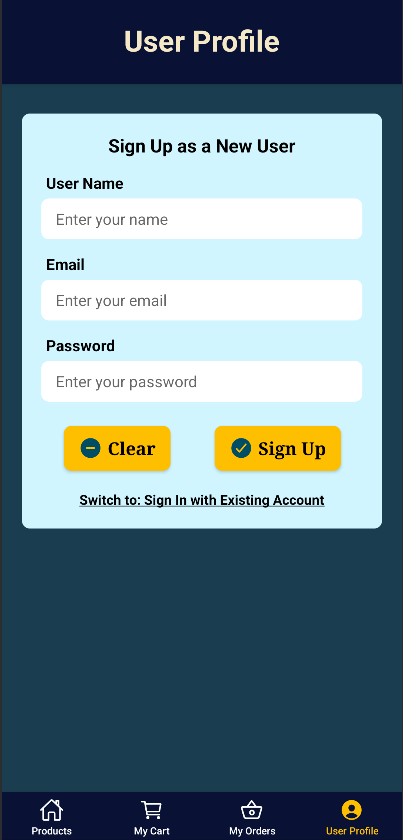 User Profile
Sign Up as a New User
User Name
Enter your name
Email
Enter your email
Password
Enter your password
Clear
Sign Up
Switch to: Sign In with Existing Account
Products
My Cart
My Orders
User Profile